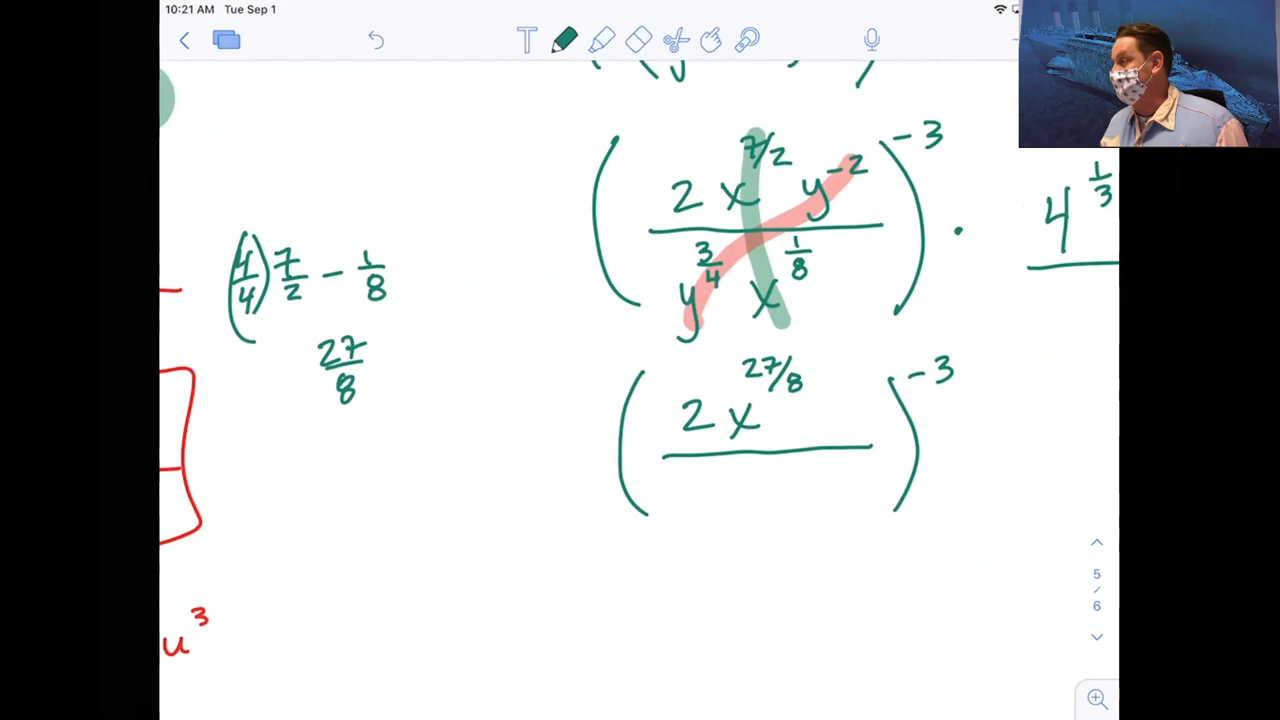 10:21 AM Tue Sep 1
T
( 2 x^{7/2} y^{-2} / y^{3/4} x^{1/8} )^{-3} · 4^{1/3}
(4/4) 7/2 - 1/8
27/8
( 2 x^{27/8} )^{-3}
5
/
6
u^3